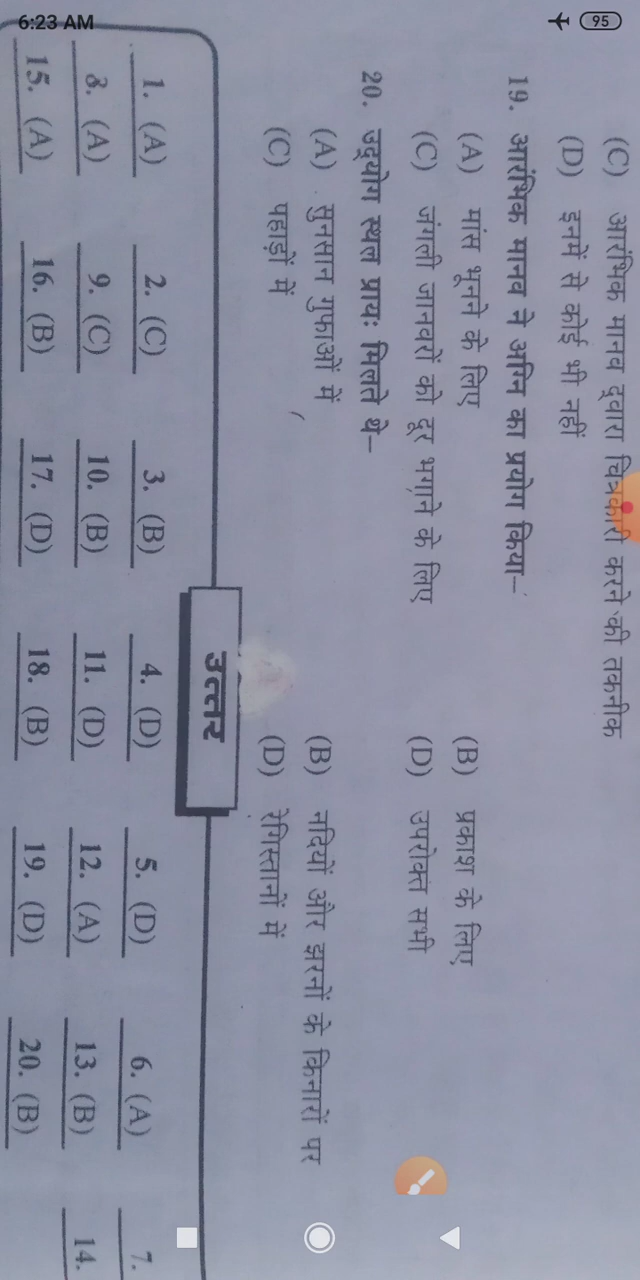 6:23 AM
95
(C) आरंभिक मानव द्वारा चित्रकारी करने की तकनीक
(D) इनमें से कोई भी नहीं
19. आरंभिक मानव ने अग्नि का प्रयोग किया–
(A) मांस भूनने के लिए (B) प्रकाश के लिए
(C) जंगली जानवरों को दूर भगाने के लिए (D) उपरोक्त सभी
20. उद्योग स्थल प्रायः मिलते थे–
(A) सुनसान गुफाओं में (B) नदियों और झरनों के किनारों पर
(C) पहाड़ों में (D) रेगिस्तानों में
उत्तर
1. (A) 2. (C) 3. (B) 4. (D) 5. (D) 6. (A) 7.
8. (A) 9. (C) 10. (B) 11. (D) 12. (A) 13. (B) 14.
15. (A) 16. (B) 17. (D) 18. (B) 19. (D) 20. (B)